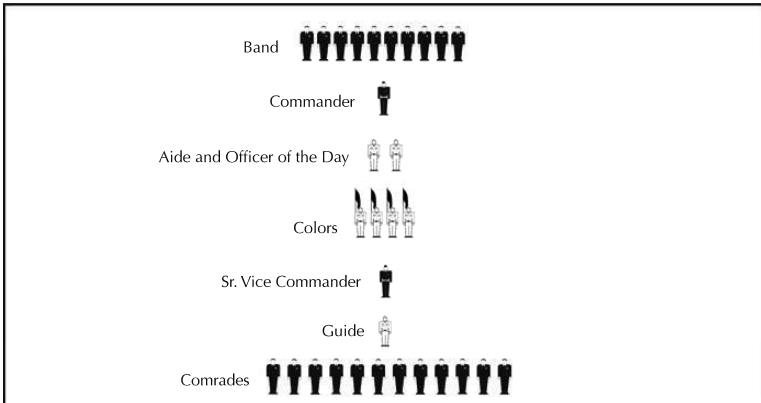 Band
Commander
Aide and Officer of the Day
Colors
Sr. Vice Commander
Guide
Comrades